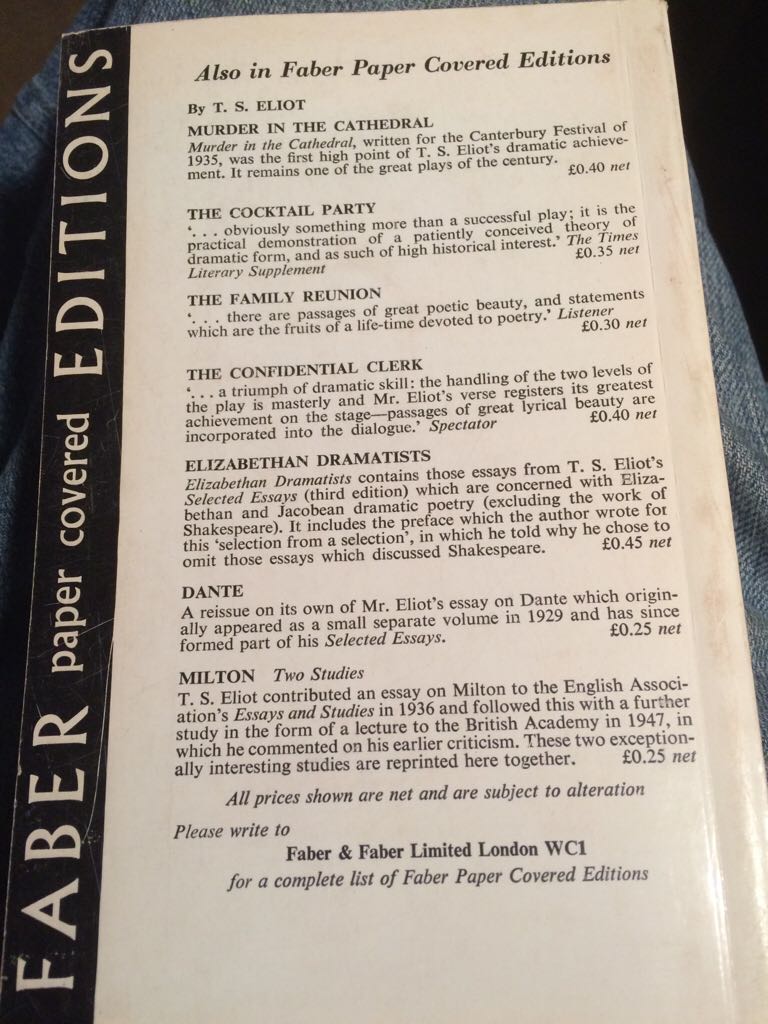 FABER paper covered EDITIONS
Also in Faber Paper Covered Editions
By T. S. ELIOT
MURDER IN THE CATHEDRAL
Murder in the Cathedral, written for the Canterbury Festival of
1935, was the first high point of T. S. Eliot's dramatic achieve-
ment. It remains one of the great plays of the century.
£0.40 net
THE COCKTAIL PARTY
'. . . obviously something more than a successful play; it is the
practical demonstration of a patiently conceived theory of
dramatic form, and as such of high historical interest.' The Times
Literary Supplement £0.35 net
THE FAMILY REUNION
'. . . there are passages of great poetic beauty, and statements
which are the fruits of a life-time devoted to poetry.' Listener
£0.30 net
THE CONFIDENTIAL CLERK
'. . . a triumph of dramatic skill: the handling of the two levels of
the play is masterly and Mr. Eliot's verse registers its greatest
achievement on the stage—passages of great lyrical beauty are
incorporated into the dialogue.' Spectator £0.40 net
ELIZABETHAN DRAMATISTS
Elizabethan Dramatists contains those essays from T. S. Eliot's
Selected Essays (third edition) which are concerned with Eliza-
bethan and Jacobean dramatic poetry (excluding the work of
Shakespeare). It includes the preface which the author wrote for
this 'selection from a selection', in which he told why he chose to
omit those essays which discussed Shakespeare. £0.45 net
DANTE
A reissue on its own of Mr. Eliot's essay on Dante which origin-
ally appeared as a small separate volume in 1929 and has since
formed part of his Selected Essays. £0.25 net
MILTON Two Studies
T. S. Eliot contributed an essay on Milton to the English Associ-
ation's Essays and Studies in 1936 and followed this with a further
study in the form of a lecture to the British Academy in 1947, in
which he commented on his earlier criticism. These two exception-
ally interesting studies are reprinted here together. £0.25 net
All prices shown are net and are subject to alteration
Please write to
Faber & Faber Limited London WC1
for a complete list of Faber Paper Covered Editions